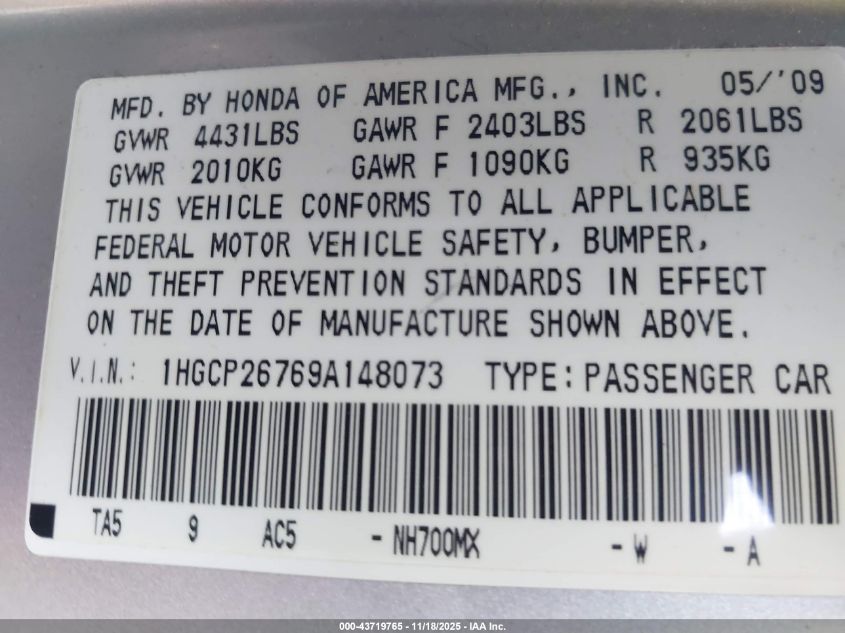 MFD. BY HONDA OF AMERICA MFG., INC. 05/'09
GVWR 4431LBS GAWR F 2403LBS R 2061LBS
GVWR 2010KG GAWR F 1090KG R 935KG
THIS VEHICLE CONFORMS TO ALL APPLICABLE
FEDERAL MOTOR VEHICLE SAFETY, BUMPER,
AND THEFT PREVENTION STANDARDS IN EFFECT
ON THE DATE OF MANUFACTURE SHOWN ABOVE.
V.I.N.: 1HGCP26769A148073 TYPE: PASSENGER CAR
TA5 9 AC5 - NH700MX - W - A
000-43719765 - 11/18/2025 - IAA Inc.